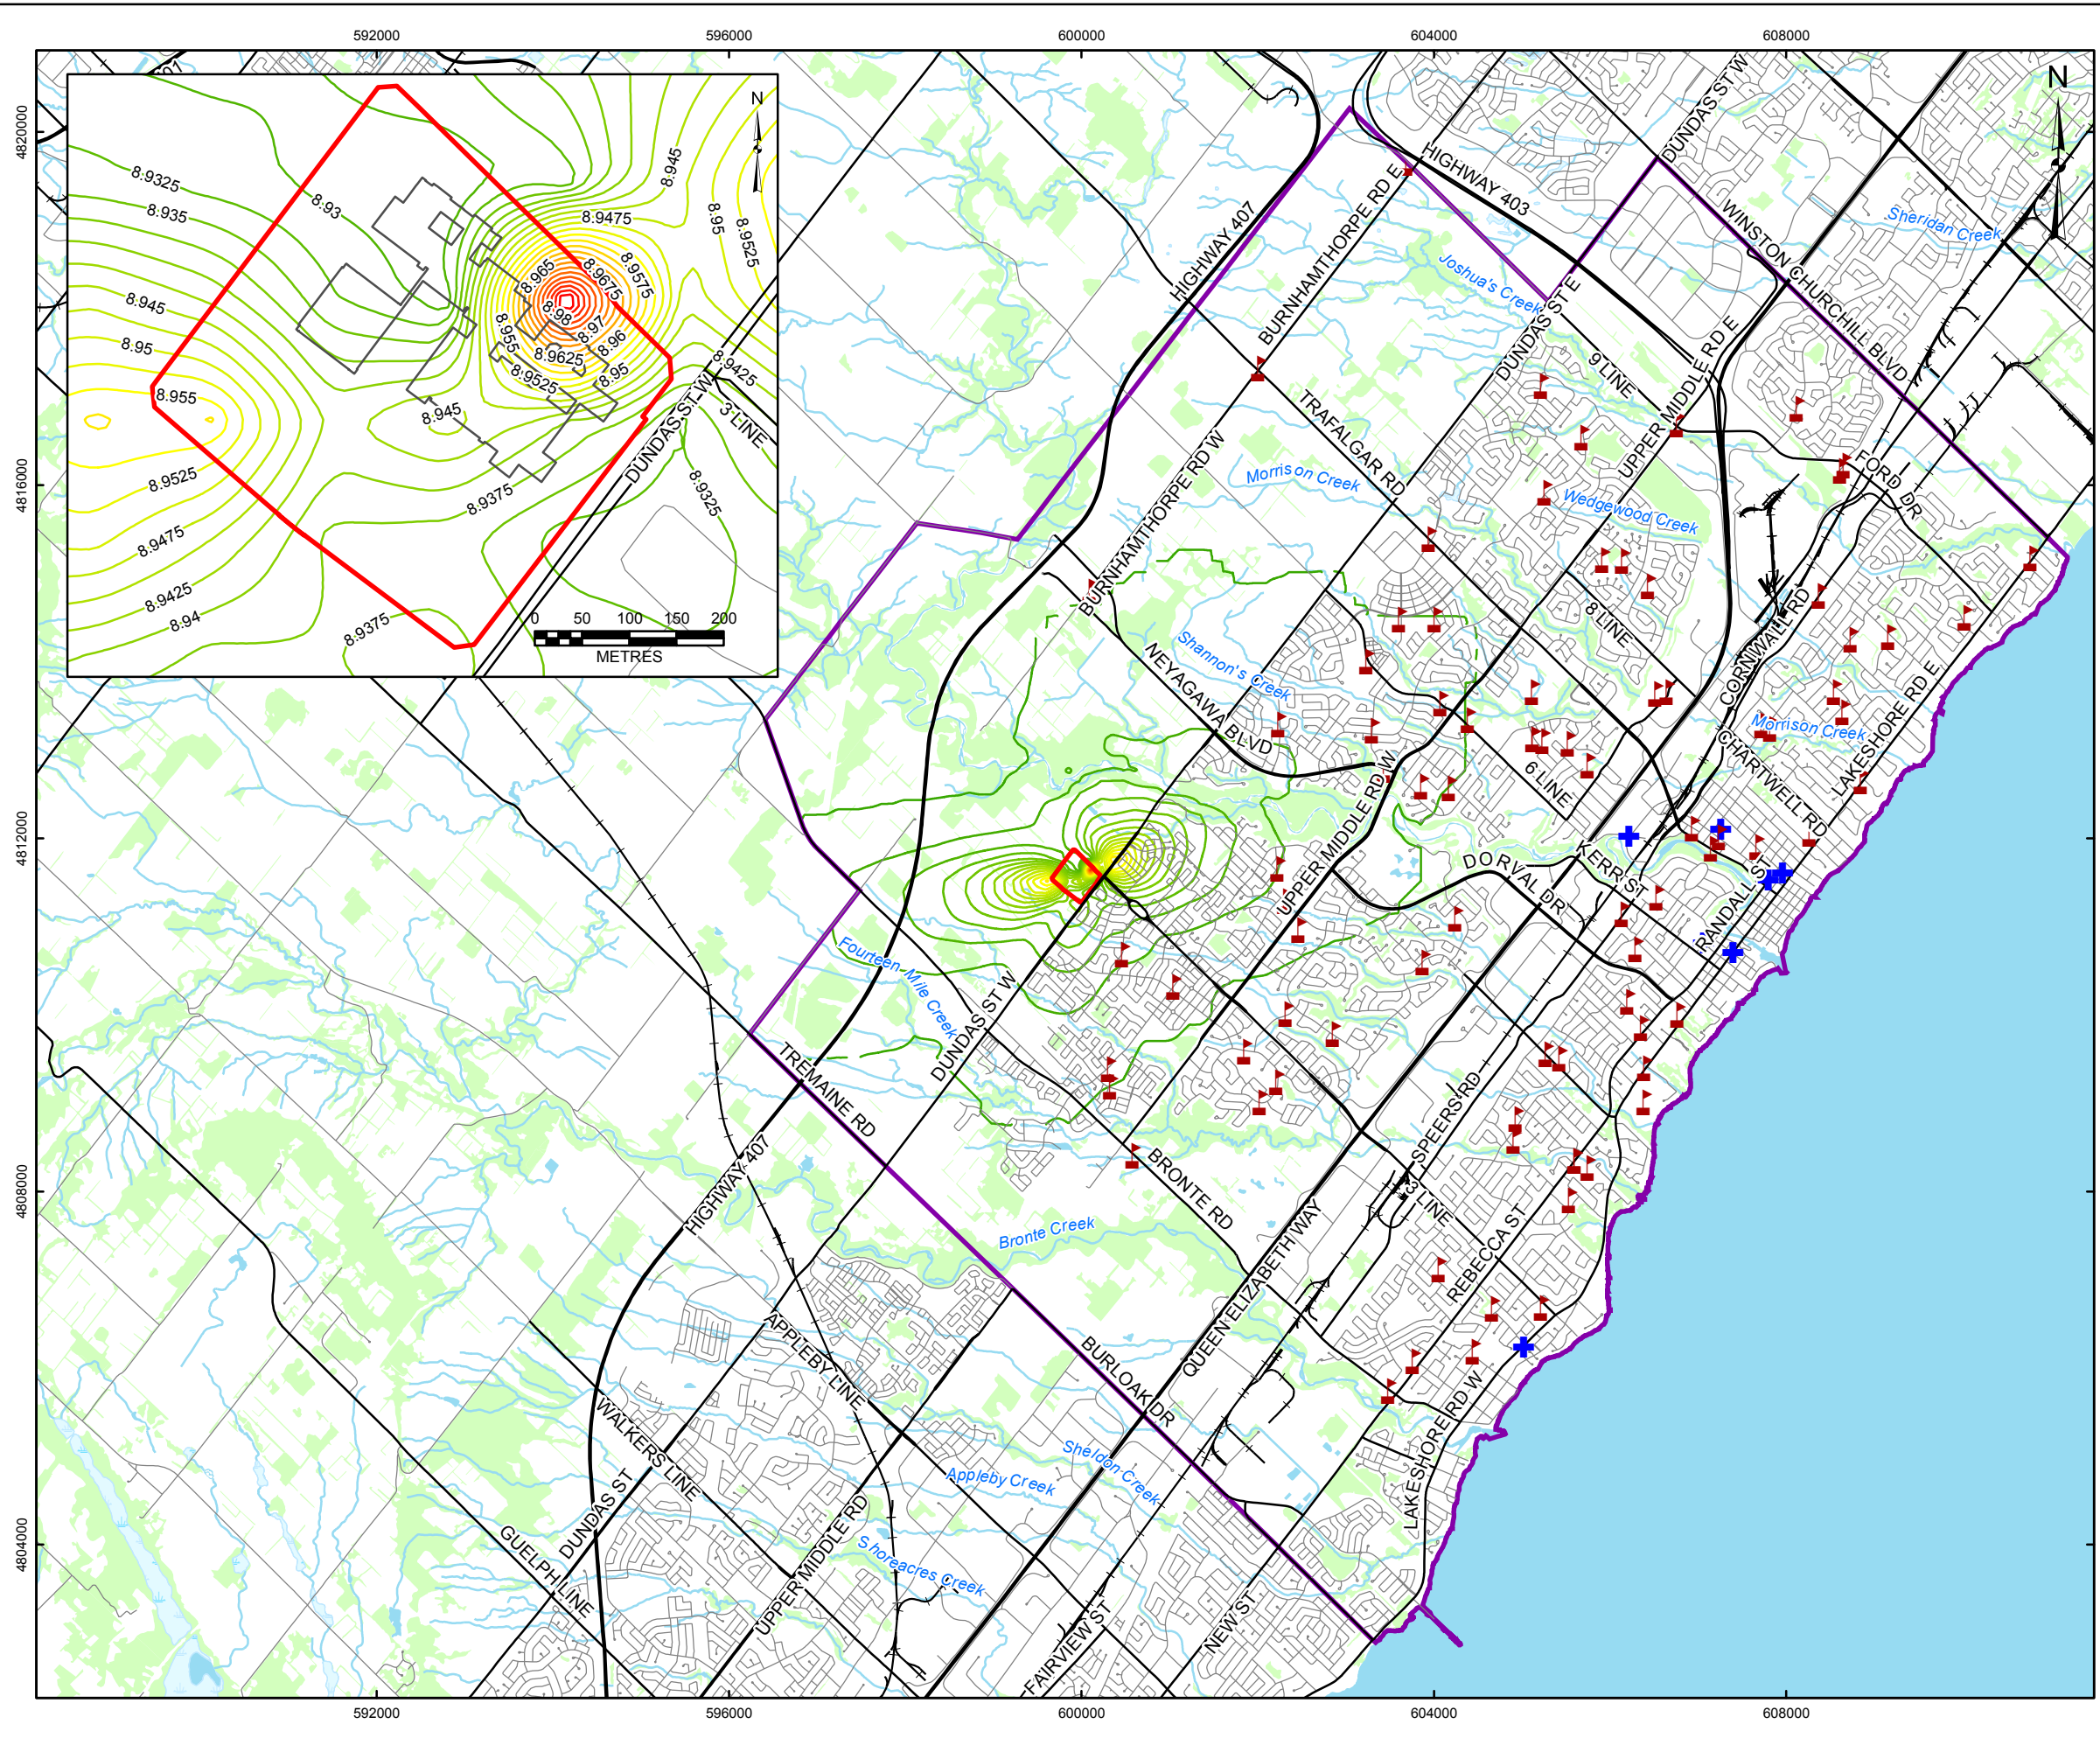 592000
596000
600000
604000
608000
4820000
4816000
4812000
4808000
4804000
N
N
8.9325
8.935
8.93
8.945
8.9475
8.95
8.9525
8.945
8.95
8.955
8.965
8.9675
8.9575
8.98
8.97
8.96
8.955
8.9625
8.9525
8.95
8.945
8.9425
8.9525
8.9475
8.9425
8.94
8.9375
8.9375
8.9325
DUNDAS ST W
3 LINE
0 50 100 150 200
METRES
HIGHWAY 407
BURNHAMTHORPE RD E
HIGHWAY 403
DUNDAS ST W
WINSTON CHURCHILL BLVD
Sheridan Creek
Joshua's Creek
DUNDAS ST E
9 LINE
UPPER MIDDLE RD E
TRAFALGAR RD
BURNHAMTHORPE RD W
Morrison Creek
Wedgewood Creek
FORD DR
8 LINE
CORNWALL RD
Shannon's Creek
NEYAGAWA BLVD
LAKESHORE RD E
Morrison Creek
CHARTWELL RD
6 LINE
UPPER MIDDLE RD W
DORVAL DR
KERR ST
RANDALL ST
Fourteen Mile Creek
DUNDAS ST W
TREMAINE RD
HIGHWAY 407
SPEERS RD
BRONTE RD
3 LINE
Bronte Creek
REBECCA ST
QUEEN ELIZABETH WAY
APPLEBY LINE
BURLOAK DR
WALKERS LINE
LAKESHORE RD W
Sheldon Creek
Appleby Creek
DUNDAS ST
GUELPH LINE
UPPER MIDDLE RD
Shoreacres Creek
FAIRVIEW ST
NEW ST
592000
596000
600000
604000
608000